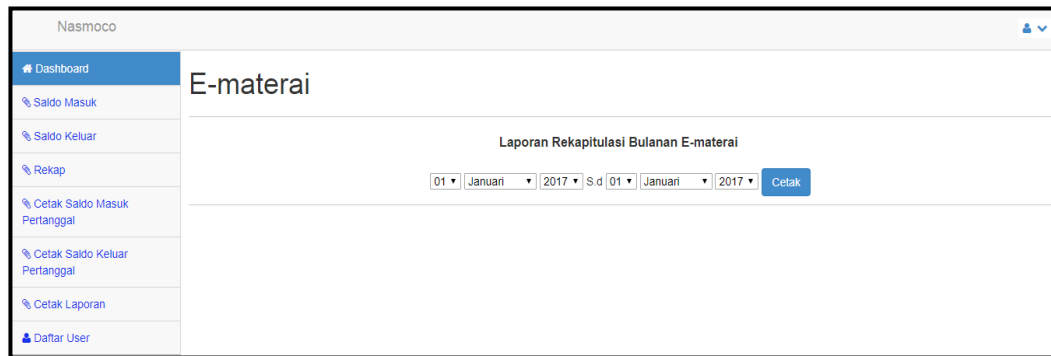 Nasmoco
Dashboard
Saldo Masuk
Saldo Keluar
Rekap
Cetak Saldo Masuk
Pertanggal
Cetak Saldo Keluar
Pertanggal
Cetak Laporan
Daftar User
E-materai
Laporan Rekapitulasi Bulanan E-materai
01 Januari 2017 S.d 01 Januari 2017 Cetak